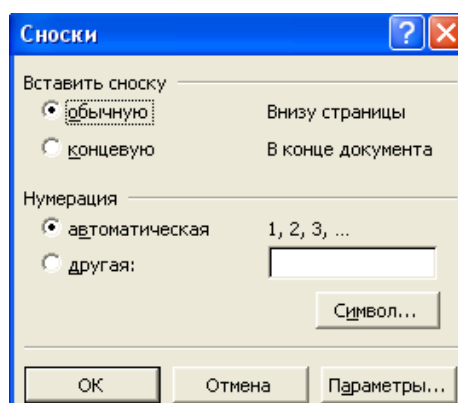 Сноски
Вставить сноску
обычную Внизу страницы
концевую В конце документа
Нумерация
автоматическая 1, 2, 3, ...
другая:
Символ...
ОК Отмена Параметры...